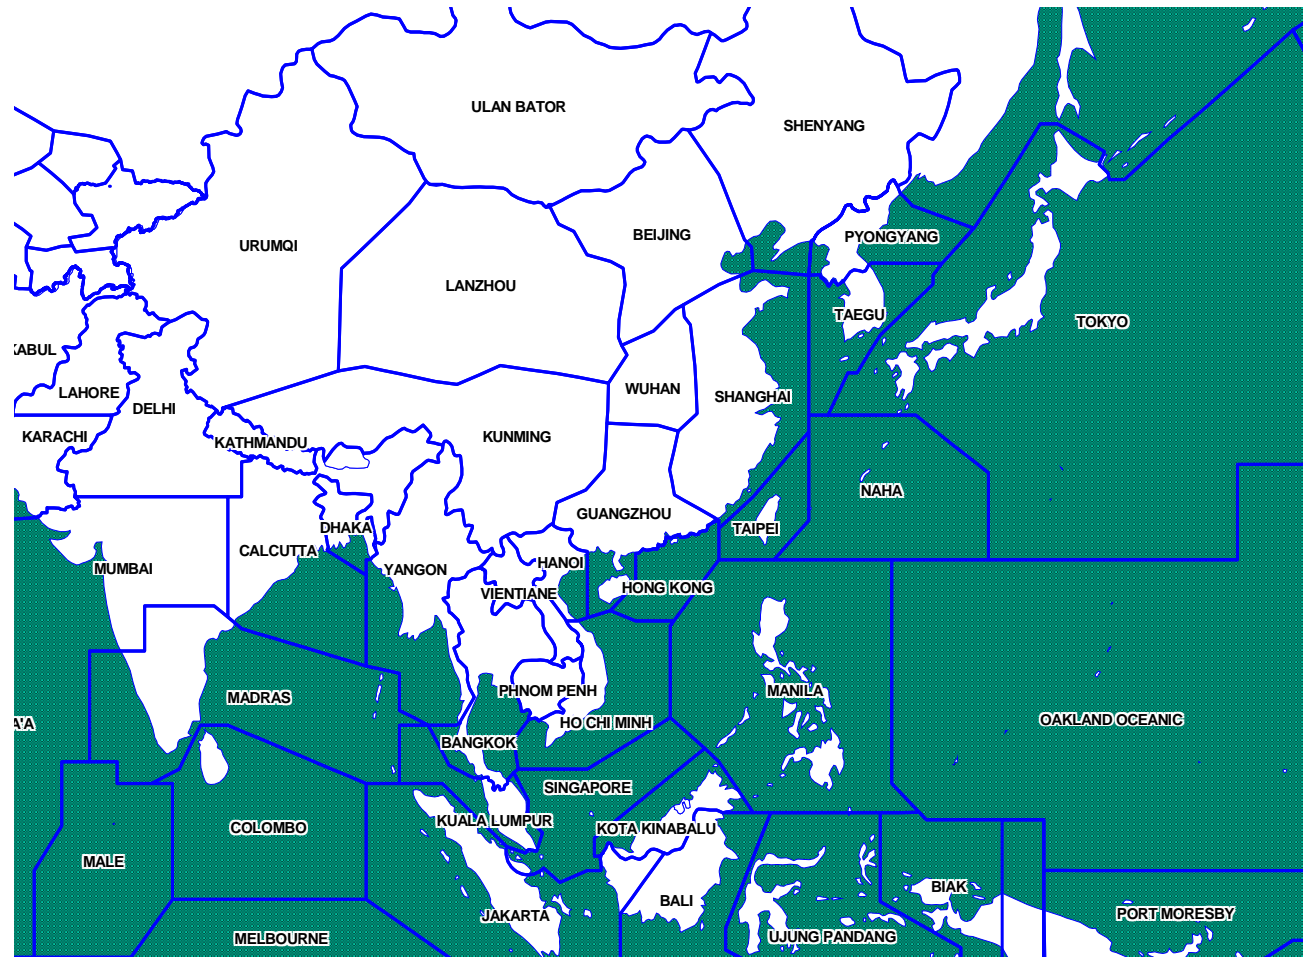 ULAN BATOR
SHENYANG
BEIJING
PYONGYANG
URUMQI
LANZHOU
TAEGU
TOKYO
KABUL
LAHORE
DELHI
WUHAN
SHANGHAI
KARACHI
KATHMANDU
KUNMING
NAHA
GUANGZHOU
DHAKA
TAIPEI
CALCUTTA
MUMBAI
YANGON
HANOI
VIENTIANE
HONG KONG
MADRAS
PHNOM PENH
MANILA
A'A
HO CHI MINH
OAKLAND OCEANIC
BANGKOK
SINGAPORE
COLOMBO
KUALA LUMPUR
KOTA KINABALU
MALE
BIAK
BALI
JAKARTA
PORT MORESBY
MELBOURNE
UJUNG PANDANG